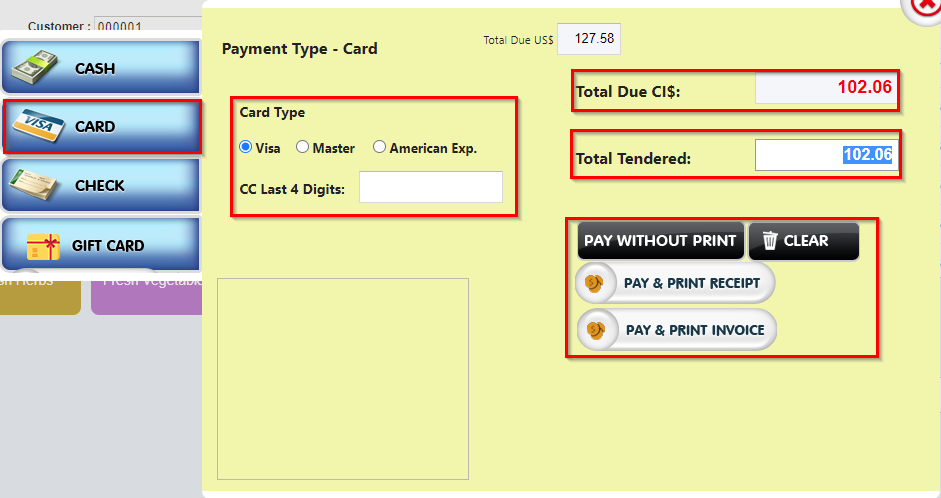 Customer : 000001
CASH
VISA
CARD
CHECK
GIFT CARD
Fresh Vegetable
Payment Type - Card
Total Due US$ 127.58
Card Type
Visa Master American Exp.
CC Last 4 Digits:
Total Due CI$: 102.06
Total Tendered: 102.06
PAY WITHOUT PRINT CLEAR
PAY & PRINT RECEIPT
PAY & PRINT INVOICE